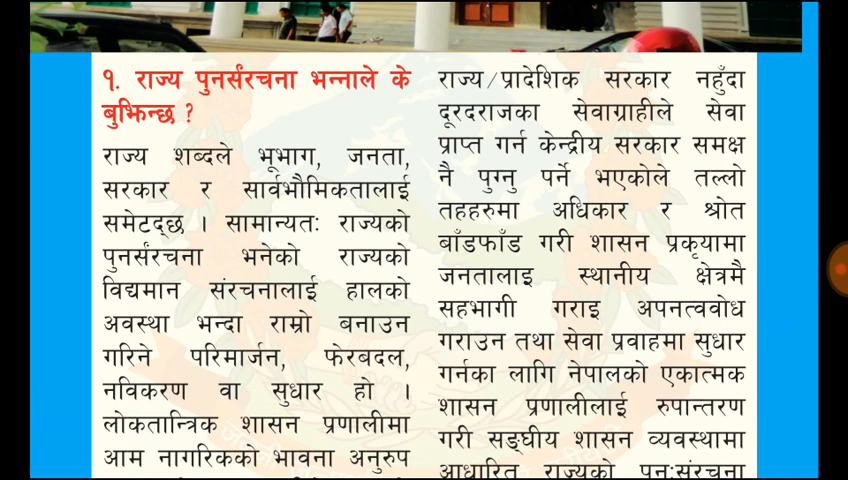 १. राज्य पुनर्संरचना भन्नाले के
बुझिन्छ ?
राज्य शब्दले भूभाग, जनता,
सरकार र सार्वभौमिकतालाई
समेटद्छ । सामान्यतः राज्यको
पुनर्संरचना भनेको राज्यको
विद्यमान संरचनालाई हालको
अवस्था भन्दा राम्रो बनाउन
गरिने परिमार्जन, फेरबदल,
नविकरण वा सुधार हो ।
लोकतान्त्रिक शासन प्रणालीमा
आम नागरिकको भावना अनुरुप
राज्य/प्रादेशिक सरकार नहुँदा
दूरदराजका सेवाग्राहीले सेवा
प्राप्त गर्न केन्द्रीय सरकार समक्ष
नै पुग्नु पर्ने भएकोले तल्लो
तहहरुमा अधिकार र श्रोत
बाँडफाँड गरी शासन प्रकृयामा
जनतालाइ स्थानीय क्षेत्रमै
सहभागी गराइ अपनत्ववोध
गराउन तथा सेवा प्रवाहमा सुधार
गर्नका लागि नेपालको एकात्मक
शासन प्रणालीलाई रुपान्तरण
गरी सङ्घीय शासन व्यवस्थामा
आधारित राज्यको पुनःसंरचना